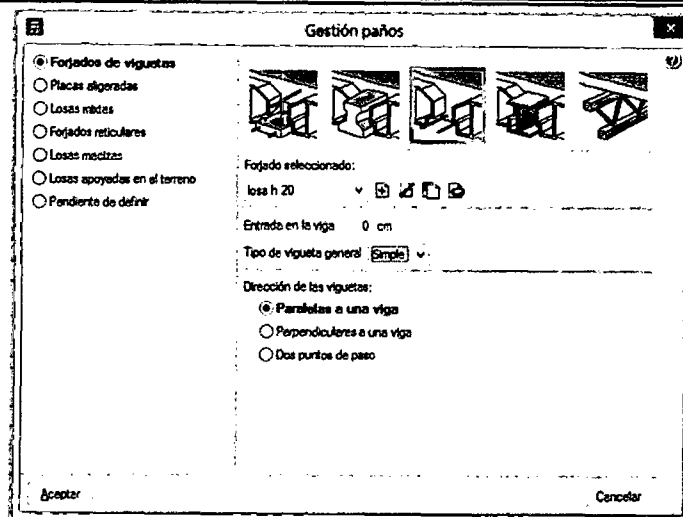 Gestión paños
Forjados de viguetas
Placas aligeradas
Losas mixtas
Forjados reticulares
Losas macizas
Losas apoyadas en el terreno
Pendiente de definir
Forjado seleccionado:
losa h 20
Entrada en la viga 0 cm
Tipo de vigueta general Simple
Dirección de las viguetas:
Paralelas a una viga
Perpendiculares a una viga
Dos puntos de paso
Aceptar
Cancelar